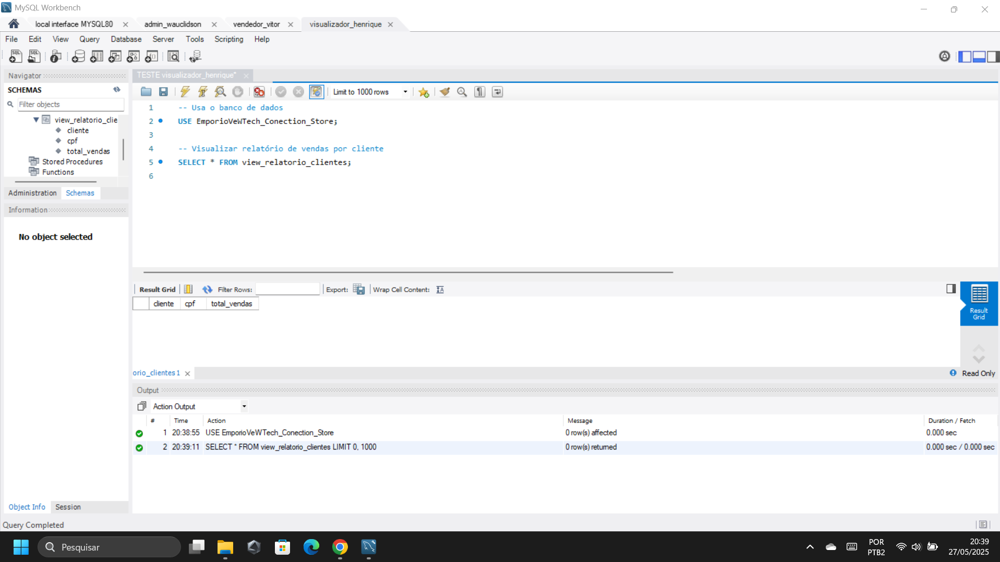 MySQL Workbench
local interface MYSQL80
admin_wauclidson
vendedor_vitor
visualizador_henrique
File Edit View Query Database Server Tools Scripting Help
Navigator
SCHEMAS
Filter objects
view_relatorio_clie
cliente
cpf
total_vendas
Stored Procedures
Functions
Administration Schemas
Information
No object selected
Object Info Session
TESTE visualizador_henrique*
Limit to 1000 rows
1 -- Usa o banco de dados
2 USE EmporioVeWTech_Conection_Store;
3
4 -- Visualizar relatório de vendas por cliente
5 SELECT * FROM view_relatorio_clientes;
6
Result Grid Filter Rows: Export: Wrap Cell Content:
cliente cpf total_vendas
Result
Grid
orio_clientes1
Read Only
Output
Action Output
# Time Action Message Duration / Fetch
1 20:38:55 USE EmporioVeWTech_Conection_Store 0 row(s) affected 0.000 sec
2 20:39:11 SELECT * FROM view_relatorio_clientes LIMIT 0, 1000 0 row(s) returned 0.000 sec / 0.000 sec
Query Completed
Pesquisar
POR
PTB2
20:39
27/05/2025